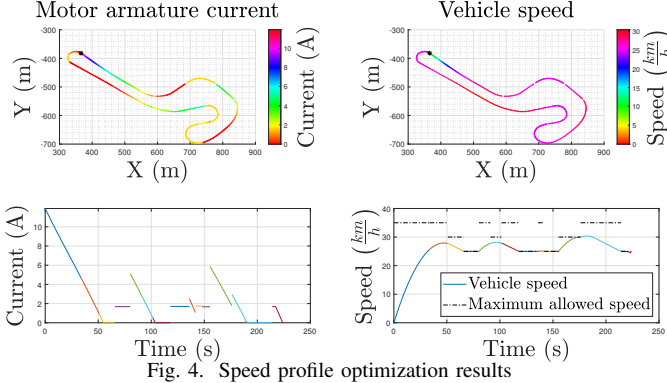 Motor armature current
Vehicle speed
-300
-400
-500
-600
-700
Y (m)
300 400 500 600 700 800 900
X (m)
10
8
6
4
2
0
Current (A)
-300
-400
-500
-600
-700
Y (m)
300 400 500 600 700 800 900
X (m)
30
25
20
15
10
5
0
Speed (km/h)
10
8
6
4
2
0
Current (A)
0 50 100 150 200 250
Time (s)
40
30
20
10
0
Speed (km/h)
Vehicle speed
Maximum allowed speed
0 50 100 150 200 250
Time (s)
Fig. 4. Speed profile optimization results